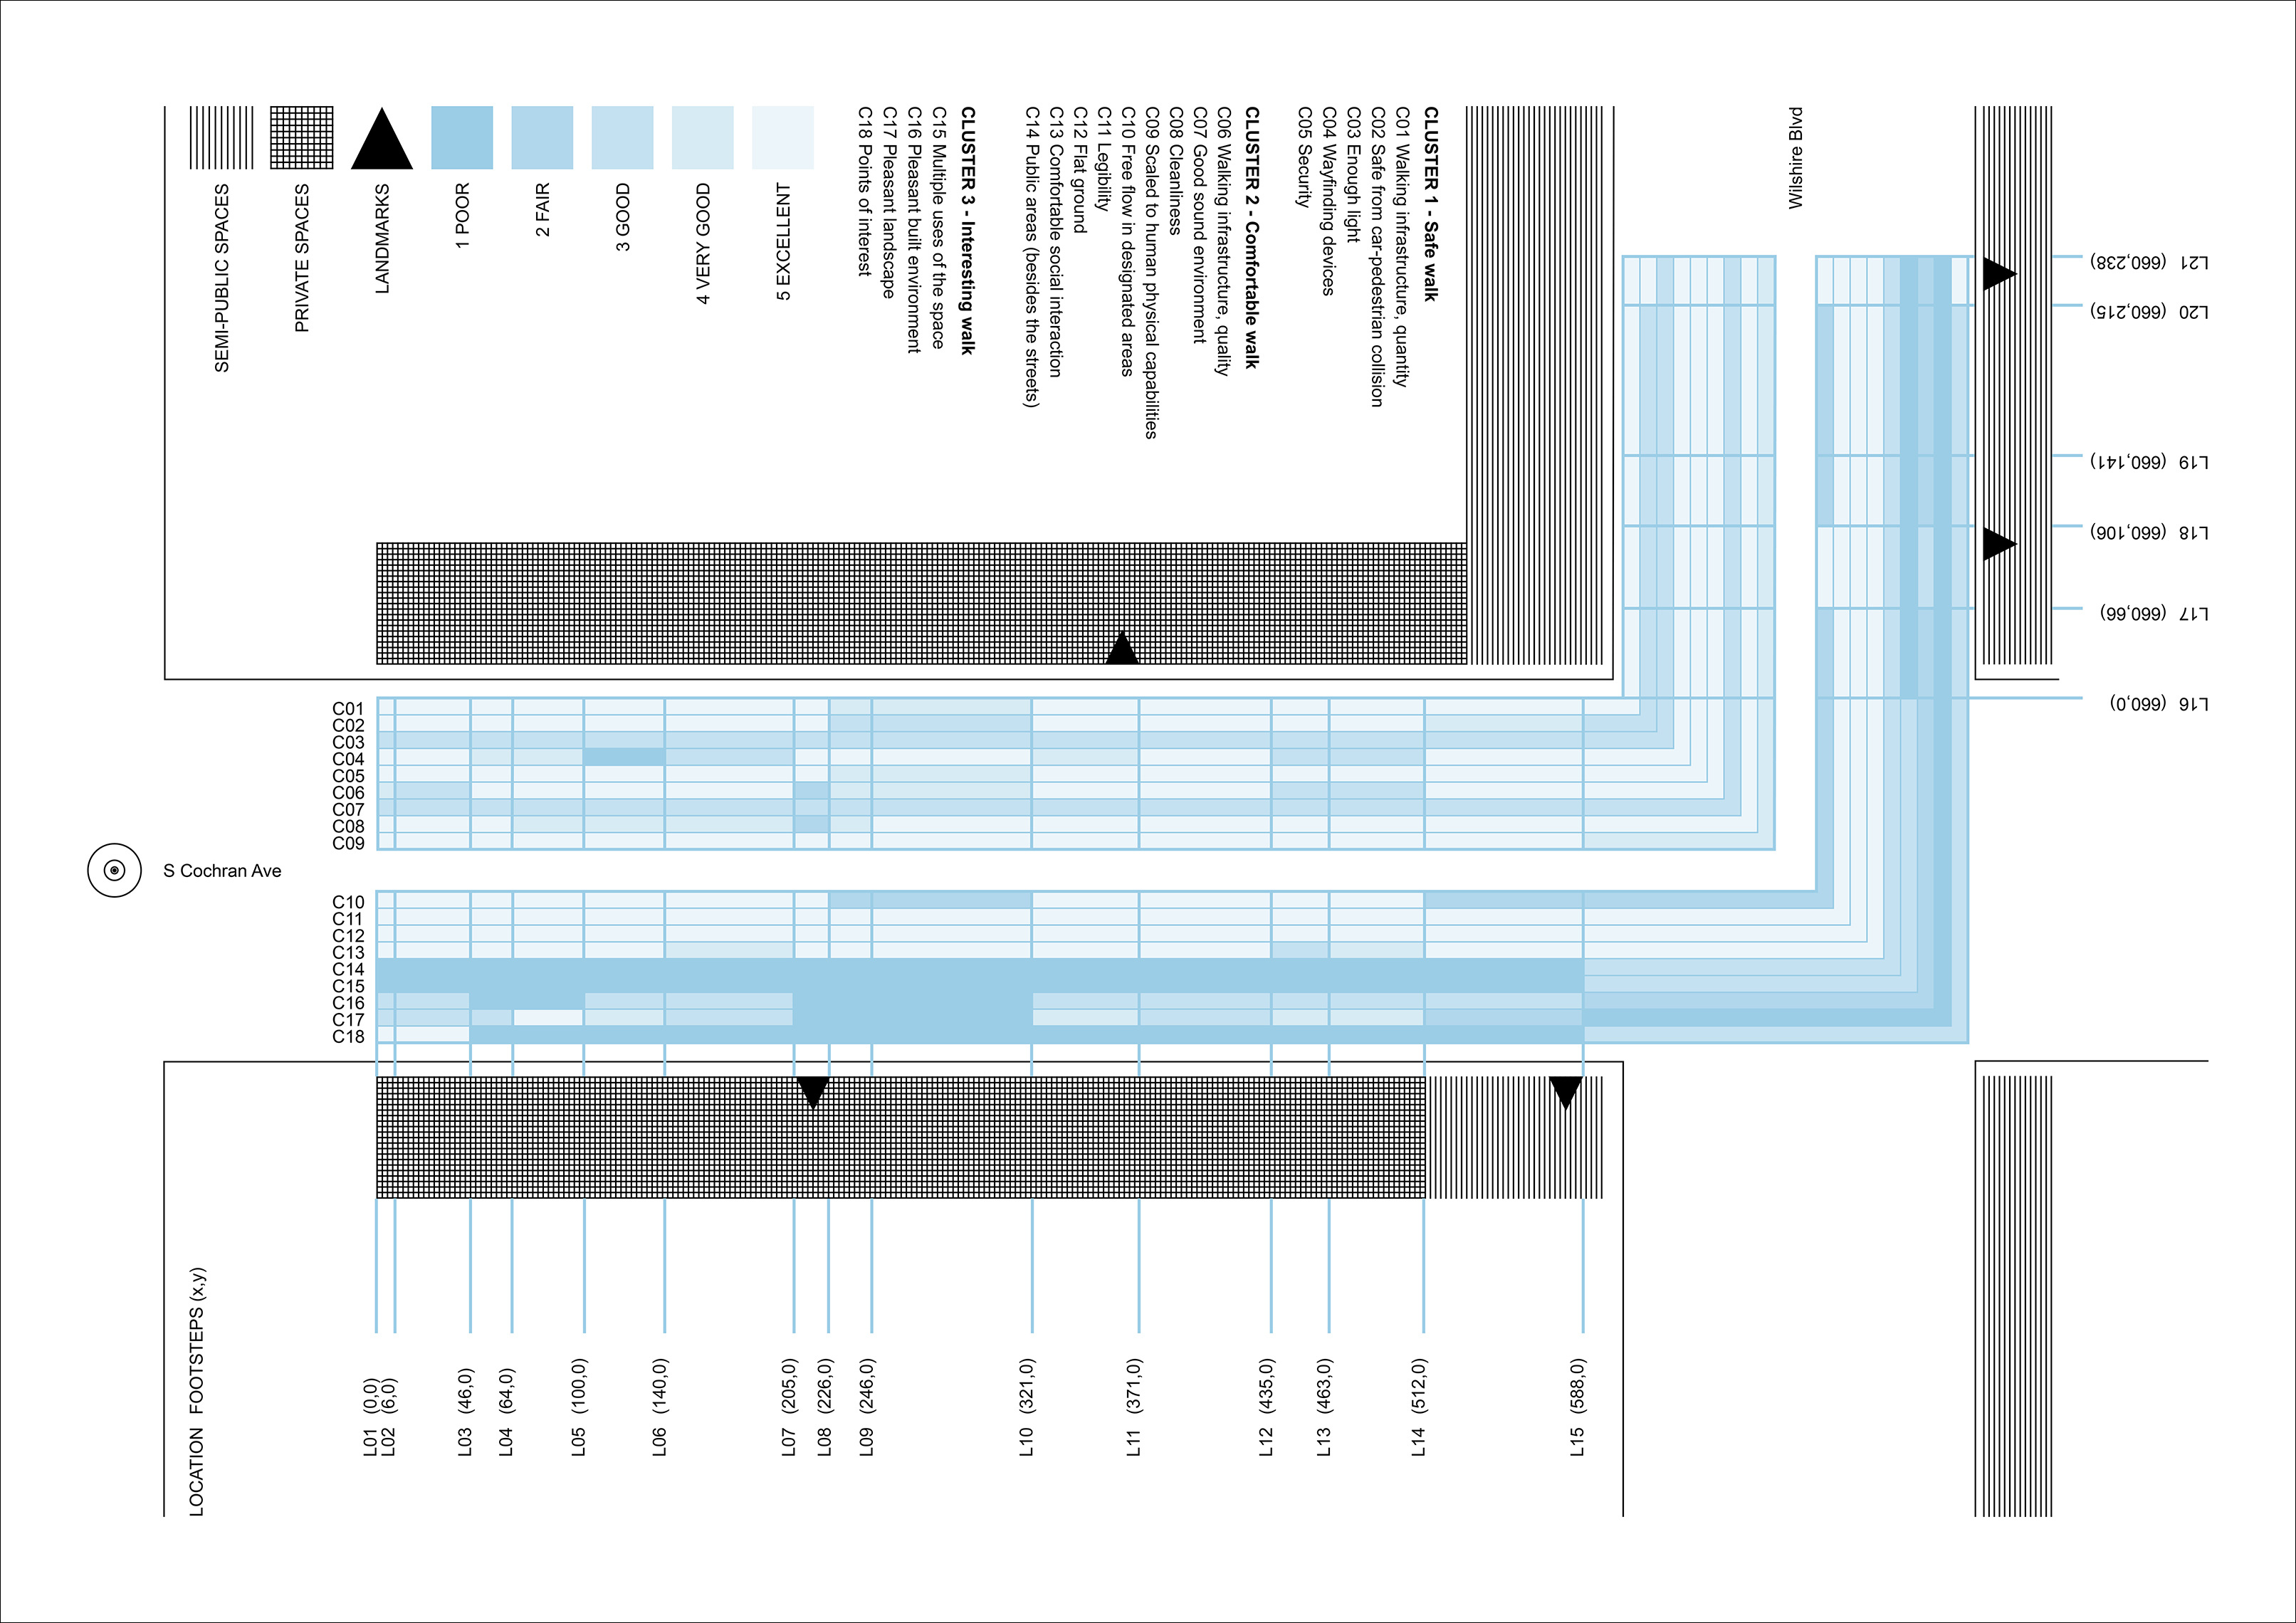 SEMI-PUBLIC SPACES
PRIVATE SPACES
LANDMARKS
1 POOR
2 FAIR
3 GOOD
4 VERY GOOD
5 EXCELLENT
CLUSTER 1 - Safe walk
C01 Walking infrastructure, quantity
C02 Safe from car-pedestrian collision
C03 Enough light
C04 Wayfinding devices
C05 Security
CLUSTER 2 - Comfortable walk
C06 Walking infrastructure, quality
C07 Good sound environment
C08 Cleanliness
C09 Scaled to human physical capabilities
C10 Free flow in designated areas
C11 Legibility
C12 Flat ground
C13 Comfortable social interaction
C14 Public areas (besides the streets)
CLUSTER 3 - Interesting walk
C15 Multiple uses of the space
C16 Pleasant built environment
C17 Pleasant landscape
C18 Points of interest
Wilshire Blvd
L21 (660,238)
L20 (660,215)
L19 (660,141)
L18 (660,106)
L17 (660,66)
L16 (660,0)
C01
C02
C03
C04
C05
C06
C07
C08
C09
S Cochran Ave
C10
C11
C12
C13
C14
C15
C16
C17
C18
LOCATION FOOTSTEPS (x,y)
L01 (0,0)
L02 (6,0)
L03 (46,0)
L04 (64,0)
L05 (100,0)
L06 (140,0)
L07 (205,0)
L08 (226,0)
L09 (246,0)
L10 (321,0)
L11 (371,0)
L12 (435,0)
L13 (463,0)
L14 (512,0)
L15 (588,0)